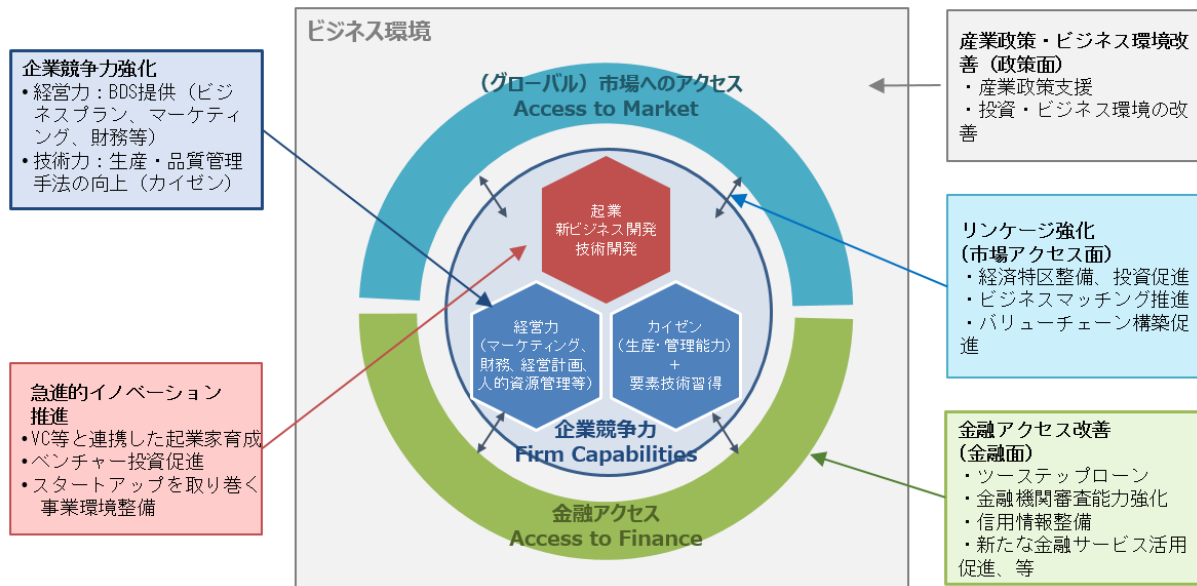 ビジネス環境
企業競争力強化
• 経営力：BDS提供（ビジ
ネスプラン、マーケティ
ング、財務等）
• 技術力：生産・品質管理
手法の向上（カイゼン）
急進的イノベーション
推進
• VC等と連携した起業家育成
• ベンチャー投資促進
• スタートアップを取り巻く
事業環境整備
（グローバル）市場へのアクセス
Access to Market
起業
新ビジネス開発
技術開発
経営力
（マーケティング、
財務、経営計画、
人的資源管理等）
カイゼン
（生産・管理能力）
+
要素技術習得
企業競争力
Firm Capabilities
金融アクセス
Access to Finance
産業政策・ビジネス環境改
善（政策面）
・産業政策支援
・投資・ビジネス環境の改
善
リンケージ強化
(市場アクセス面）
・経済特区整備、投資促進
・ビジネスマッチング推進
・バリューチェーン構築促
進
金融アクセス改善
(金融面）
・ツーステップローン
・金融機関審査能力強化
・信用情報整備
・新たな金融サービス活用
促進、等